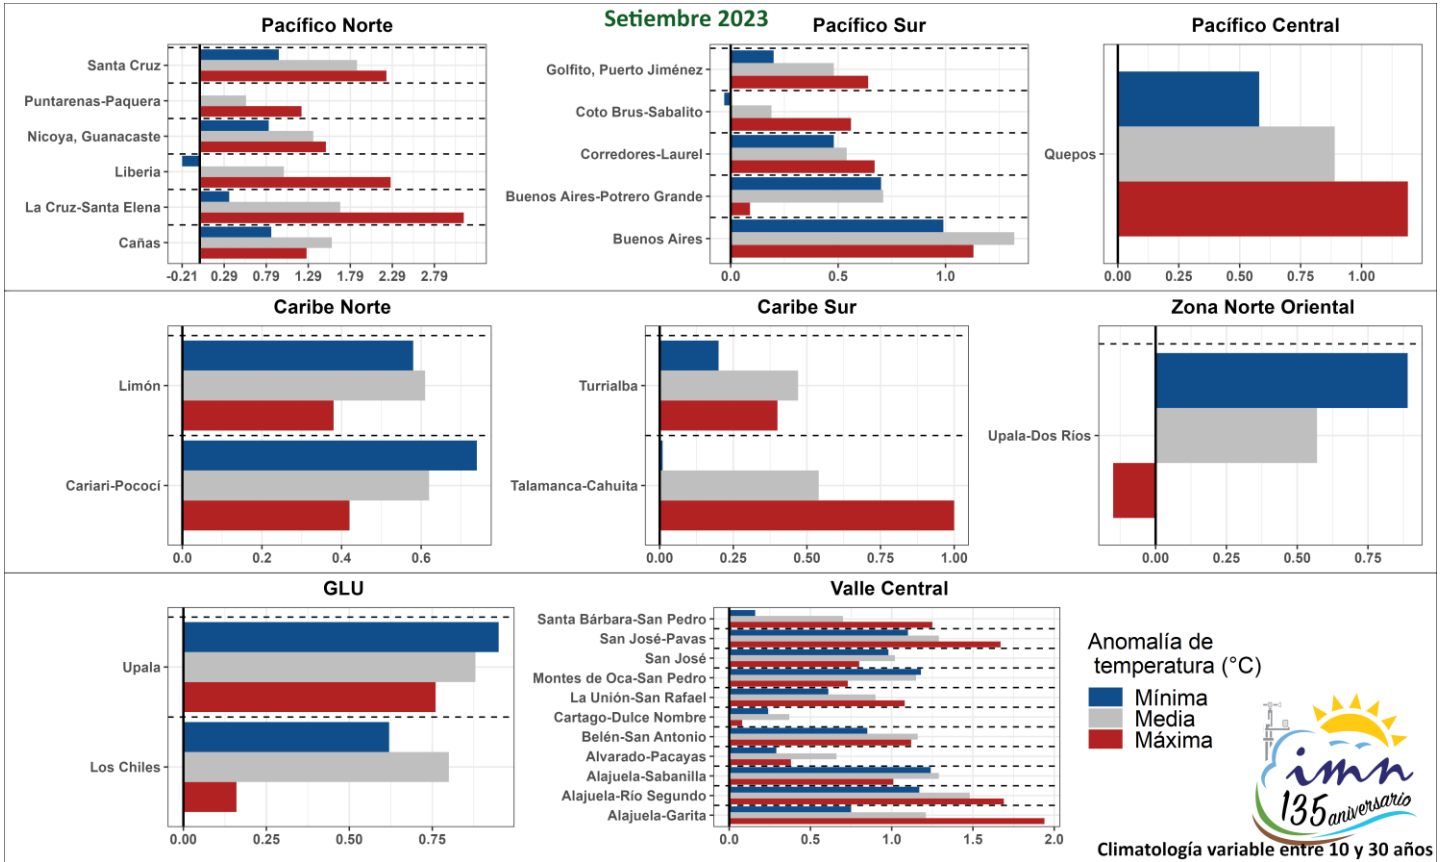 Setiembre 2023
Pacífico Norte
Santa Cruz
Puntarenas-Paquera
Nicoya, Guanacaste
Liberia
La Cruz-Santa Elena
Cañas
-0.21 0.29 0.79 1.29 1.79 2.29 2.79
Pacífico Sur
Golfito, Puerto Jiménez
Coto Brus-Sabalito
Corredores-Laurel
Buenos Aires-Potrero Grande
Buenos Aires
0.0 0.5 1.0
Pacífico Central
Quepos
0.00 0.25 0.50 0.75 1.00
Caribe Norte
Limón
Cariari-Pococí
0.0 0.2 0.4 0.6
Caribe Sur
Turrialba
Talamanca-Cahuita
0.00 0.25 0.50 0.75 1.00
Zona Norte Oriental
Upala-Dos Ríos
0.00 0.25 0.50 0.75
GLU
Upala
Los Chiles
0.00 0.25 0.50 0.75
Valle Central
Santa Bárbara-San Pedro
San José-Pavas
San José
Montes de Oca-San Pedro
La Unión-San Rafael
Cartago-Dulce Nombre
Belén-San Antonio
Alvarado-Pacayas
Alajuela-Sabanilla
Alajuela-Río Segundo
Alajuela-Garita
0.0 0.5 1.0 1.5 2.0
Anomalía de
temperatura (°C)
Mínima
Media
Máxima
imn
135 aniversario
Climatología variable entre 10 y 30 años